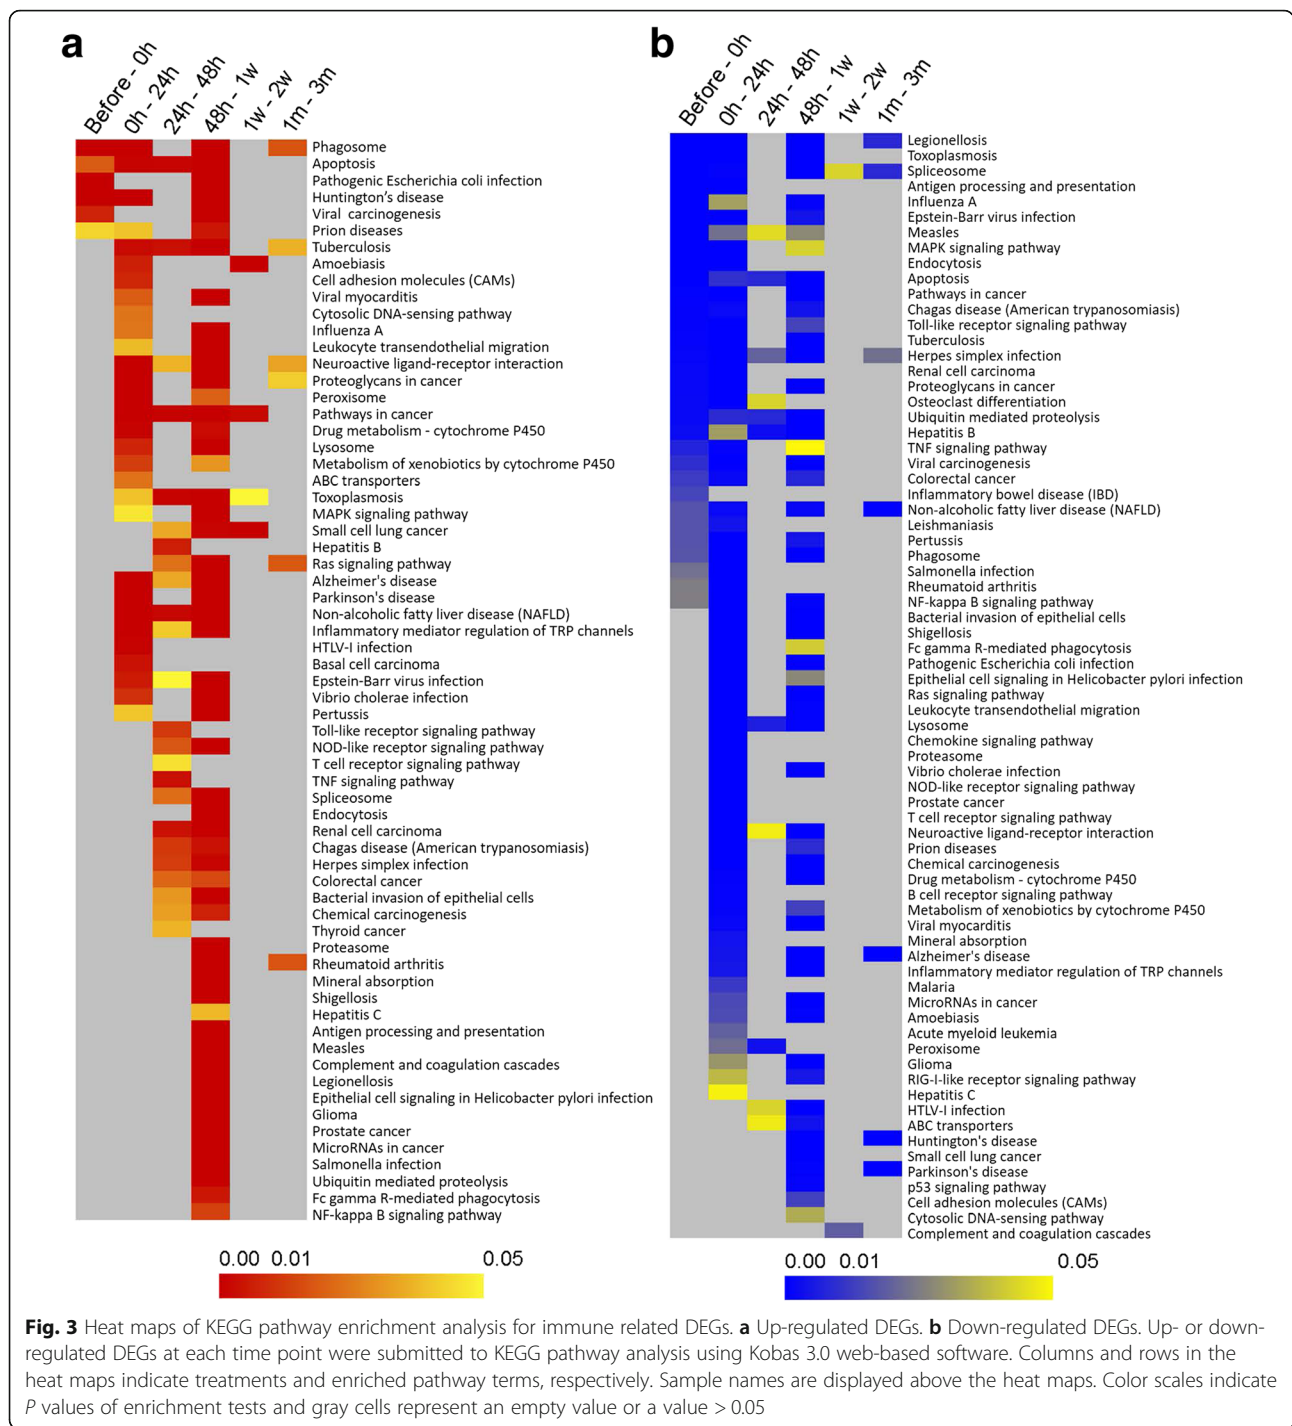 a
Before - 0h
0h - 24h
24h - 48h
48h - 1w
1w - 2w
1m - 3m
Phagosome
Apoptosis
Pathogenic Escherichia coli infection
Huntington's disease
Viral carcinogenesis
Prion diseases
Tuberculosis
Amoebiasis
Cell adhesion molecules (CAMs)
Viral myocarditis
Cytosolic DNA-sensing pathway
Influenza A
Leukocyte transendothelial migration
Neuroactive ligand-receptor interaction
Proteoglycans in cancer
Peroxisome
Pathways in cancer
Drug metabolism - cytochrome P450
Lysosome
Metabolism of xenobiotics by cytochrome P450
ABC transporters
Toxoplasmosis
MAPK signaling pathway
Small cell lung cancer
Hepatitis B
Ras signaling pathway
Alzheimer's disease
Parkinson's disease
Non-alcoholic fatty liver disease (NAFLD)
Inflammatory mediator regulation of TRP channels
HTLV-I infection
Basal cell carcinoma
Epstein-Barr virus infection
Vibrio cholerae infection
Pertussis
Toll-like receptor signaling pathway
NOD-like receptor signaling pathway
T cell receptor signaling pathway
TNF signaling pathway
Spliceosome
Endocytosis
Renal cell carcinoma
Chagas disease (American trypanosomiasis)
Herpes simplex infection
Colorectal cancer
Bacterial invasion of epithelial cells
Chemical carcinogenesis
Thyroid cancer
Proteasome
Rheumatoid arthritis
Mineral absorption
Shigellosis
Hepatitis C
Antigen processing and presentation
Measles
Complement and coagulation cascades
Legionellosis
Epithelial cell signaling in Helicobacter pylori infection
Glioma
Prostate cancer
MicroRNAs in cancer
Salmonella infection
Ubiquitin mediated proteolysis
Fc gamma R-mediated phagocytosis
NF-kappa B signaling pathway
0.00 0.01 0.05
b
Before - 0h
0h - 24h
24h - 48h
48h - 1w
1w - 2w
1m - 3m
Legionellosis
Toxoplasmosis
Spliceosome
Antigen processing and presentation
Influenza A
Epstein-Barr virus infection
Measles
MAPK signaling pathway
Endocytosis
Apoptosis
Pathways in cancer
Chagas disease (American trypanosomiasis)
Toll-like receptor signaling pathway
Tuberculosis
Herpes simplex infection
Renal cell carcinoma
Proteoglycans in cancer
Osteoclast differentiation
Ubiquitin mediated proteolysis
Hepatitis B
TNF signaling pathway
Viral carcinogenesis
Colorectal cancer
Inflammatory bowel disease (IBD)
Non-alcoholic fatty liver disease (NAFLD)
Leishmaniasis
Pertussis
Phagosome
Salmonella infection
Rheumatoid arthritis
NF-kappa B signaling pathway
Bacterial invasion of epithelial cells
Shigellosis
Fc gamma R-mediated phagocytosis
Pathogenic Escherichia coli infection
Epithelial cell signaling in Helicobacter pylori infection
Ras signaling pathway
Leukocyte transendothelial migration
Lysosome
Chemokine signaling pathway
Proteasome
Vibrio cholerae infection
NOD-like receptor signaling pathway
Prostate cancer
T cell receptor signaling pathway
Neuroactive ligand-receptor interaction
Prion diseases
Chemical carcinogenesis
Drug metabolism - cytochrome P450
B cell receptor signaling pathway
Metabolism of xenobiotics by cytochrome P450
Viral myocarditis
Mineral absorption
Alzheimer's disease
Inflammatory mediator regulation of TRP channels
Malaria
MicroRNAs in cancer
Amoebiasis
Acute myeloid leukemia
Peroxisome
Glioma
RIG-I-like receptor signaling pathway
Hepatitis C
HTLV-I infection
ABC transporters
Huntington's disease
Small cell lung cancer
Parkinson's disease
p53 signaling pathway
Cell adhesion molecules (CAMs)
Cytosolic DNA-sensing pathway
Complement and coagulation cascades
0.00 0.01 0.05
Fig. 3 Heat maps of KEGG pathway enrichment analysis for immune related DEGs. a Up-regulated DEGs. b Down-regulated DEGs. Up- or down-
regulated DEGs at each time point were submitted to KEGG pathway analysis using Kobas 3.0 web-based software. Columns and rows in the
heat maps indicate treatments and enriched pathway terms, respectively. Sample names are displayed above the heat maps. Color scales indicate
P values of enrichment tests and gray cells represent an empty value or a value > 0.05